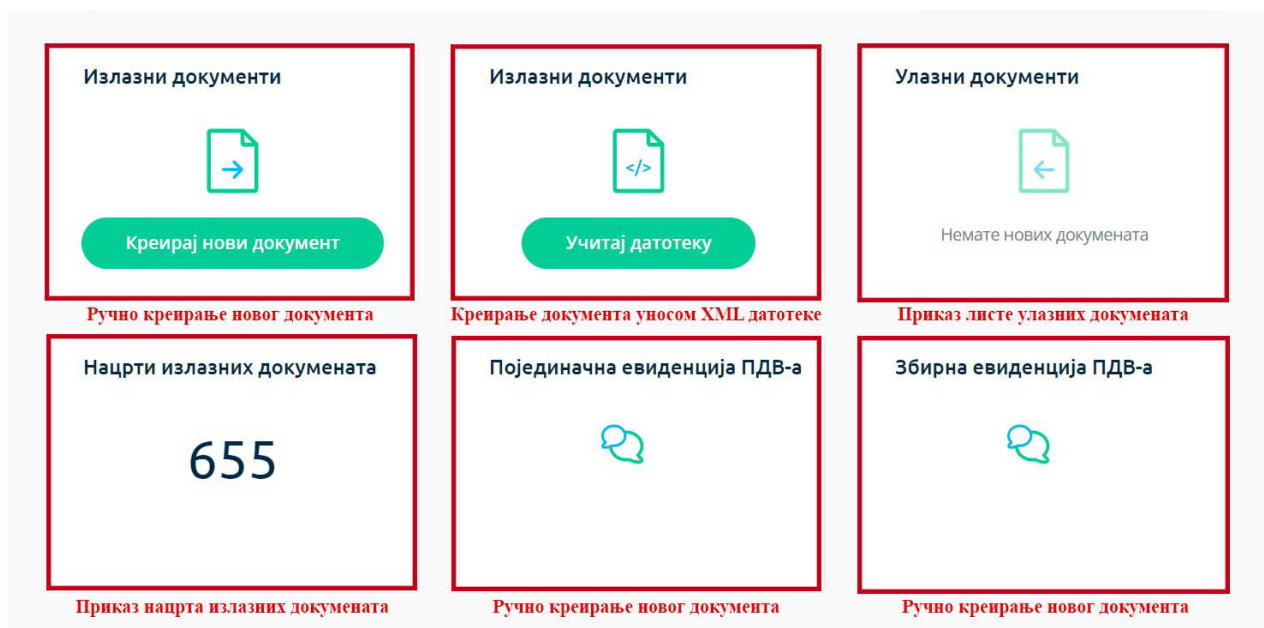 Излазни документи
Креирај нови документ
Ручно креирање новог документа
Излазни документи
</>
Учитај датотеку
Креирање документа уносом XML датотеке
Улазни документи
Немате нових докумената
Приказ листе улазних докумената
Нацрти излазних докумената
655
Приказ нацрта излазних докумената
Појединачна евиденција ПДВ-а
Ручно креирање новог документа
Збирна евиденција ПДВ-а
Ручно креирање новог документа